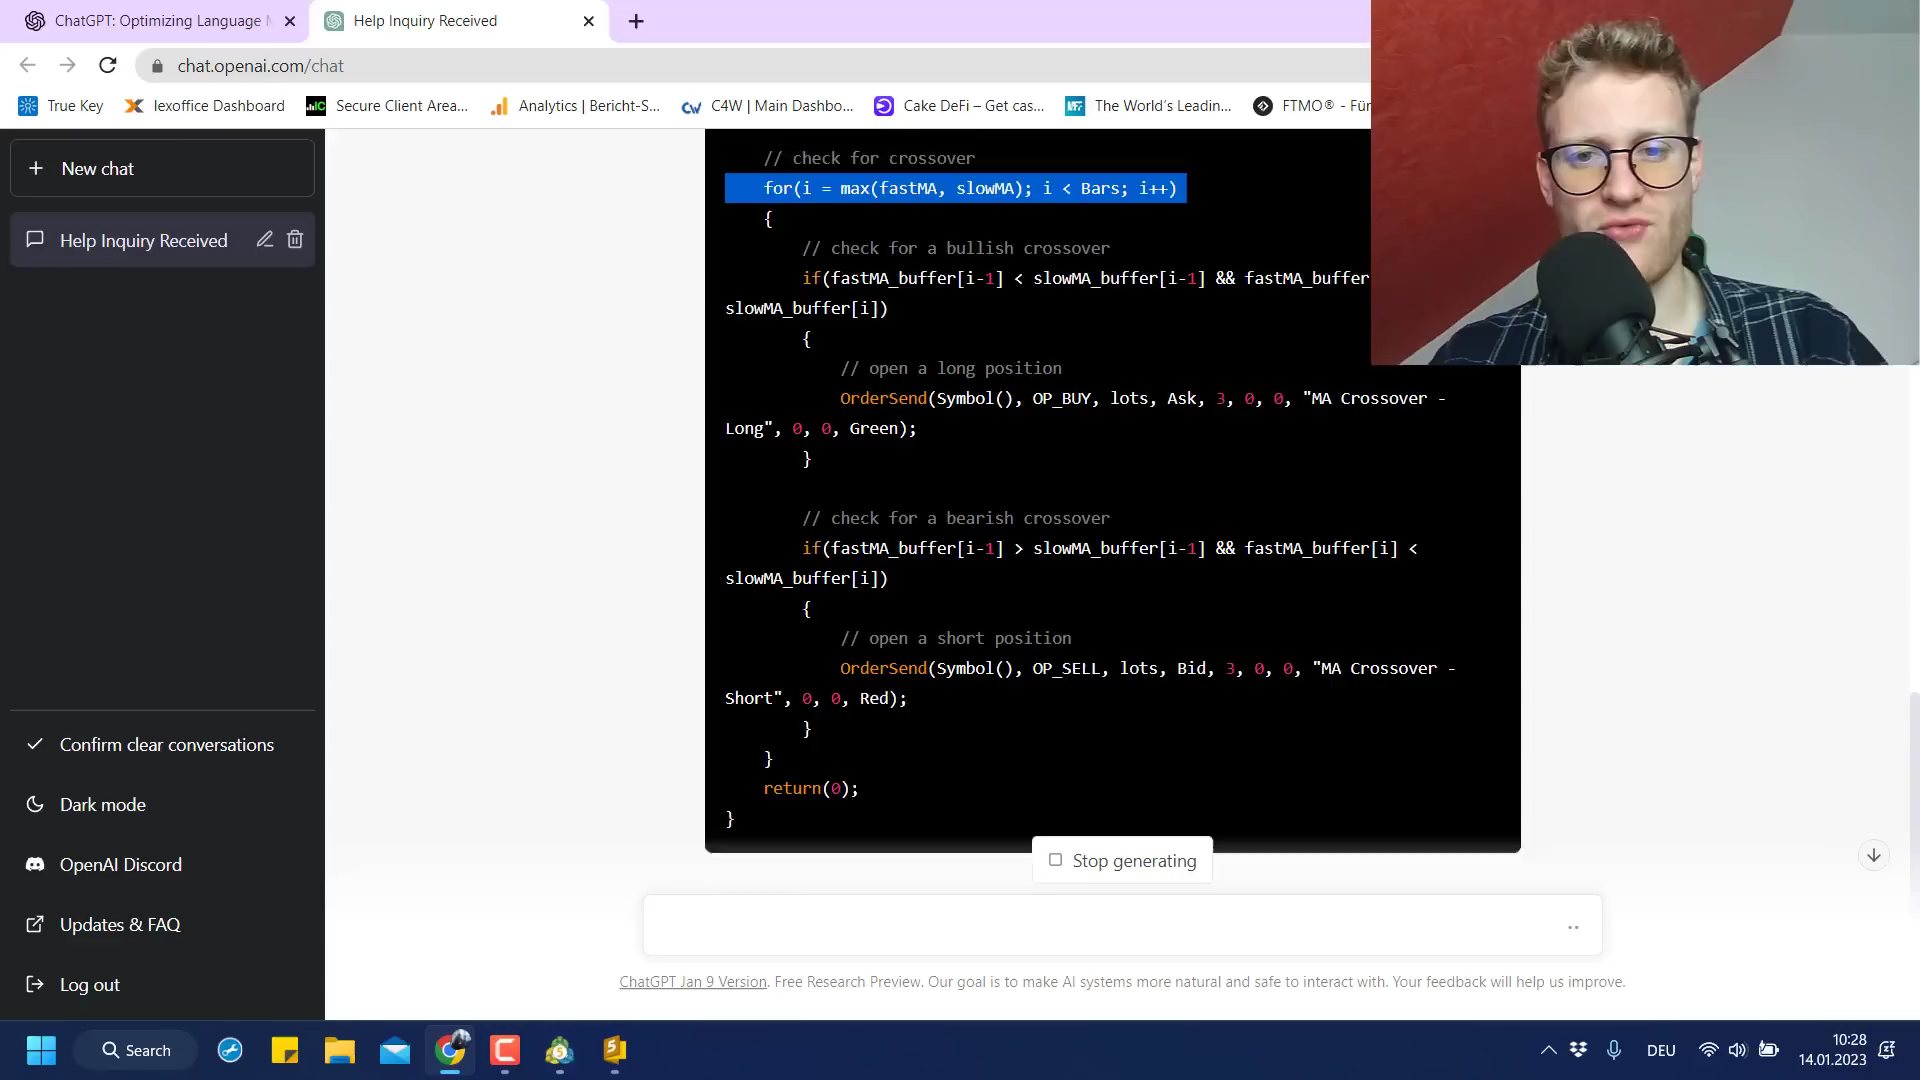 ChatGPT: Optimizing Language M
Help Inquiry Received
chat.openai.com/chat
True Key
lexoffice Dashboard
Secure Client Area...
Analytics | Bericht-S...
C4W | Main Dashbo...
Cake DeFi – Get cas...
The World's Leadin...
FTMO® - Für
New chat
Help Inquiry Received
// check for crossover
for(i = max(fastMA, slowMA); i < Bars; i++)
{
// check for a bullish crossover
if(fastMA_buffer[i-1] < slowMA_buffer[i-1] && fastMA_buffer
slowMA_buffer[i])
{
// open a long position
OrderSend(Symbol(), OP_BUY, lots, Ask, 3, 0, 0, "MA Crossover -
Long", 0, 0, Green);
}
// check for a bearish crossover
if(fastMA_buffer[i-1] > slowMA_buffer[i-1] && fastMA_buffer[i] <
slowMA_buffer[i])
{
// open a short position
OrderSend(Symbol(), OP_SELL, lots, Bid, 3, 0, 0, "MA Crossover -
Short", 0, 0, Red);
}
}
return(0);
}
Stop generating
Confirm clear conversations
Dark mode
OpenAI Discord
Updates & FAQ
Log out
ChatGPT Jan 9 Version. Free Research Preview. Our goal is to make AI systems more natural and safe to interact with. Your feedback will help us improve.
Search
DEU
10:28
14.01.2023